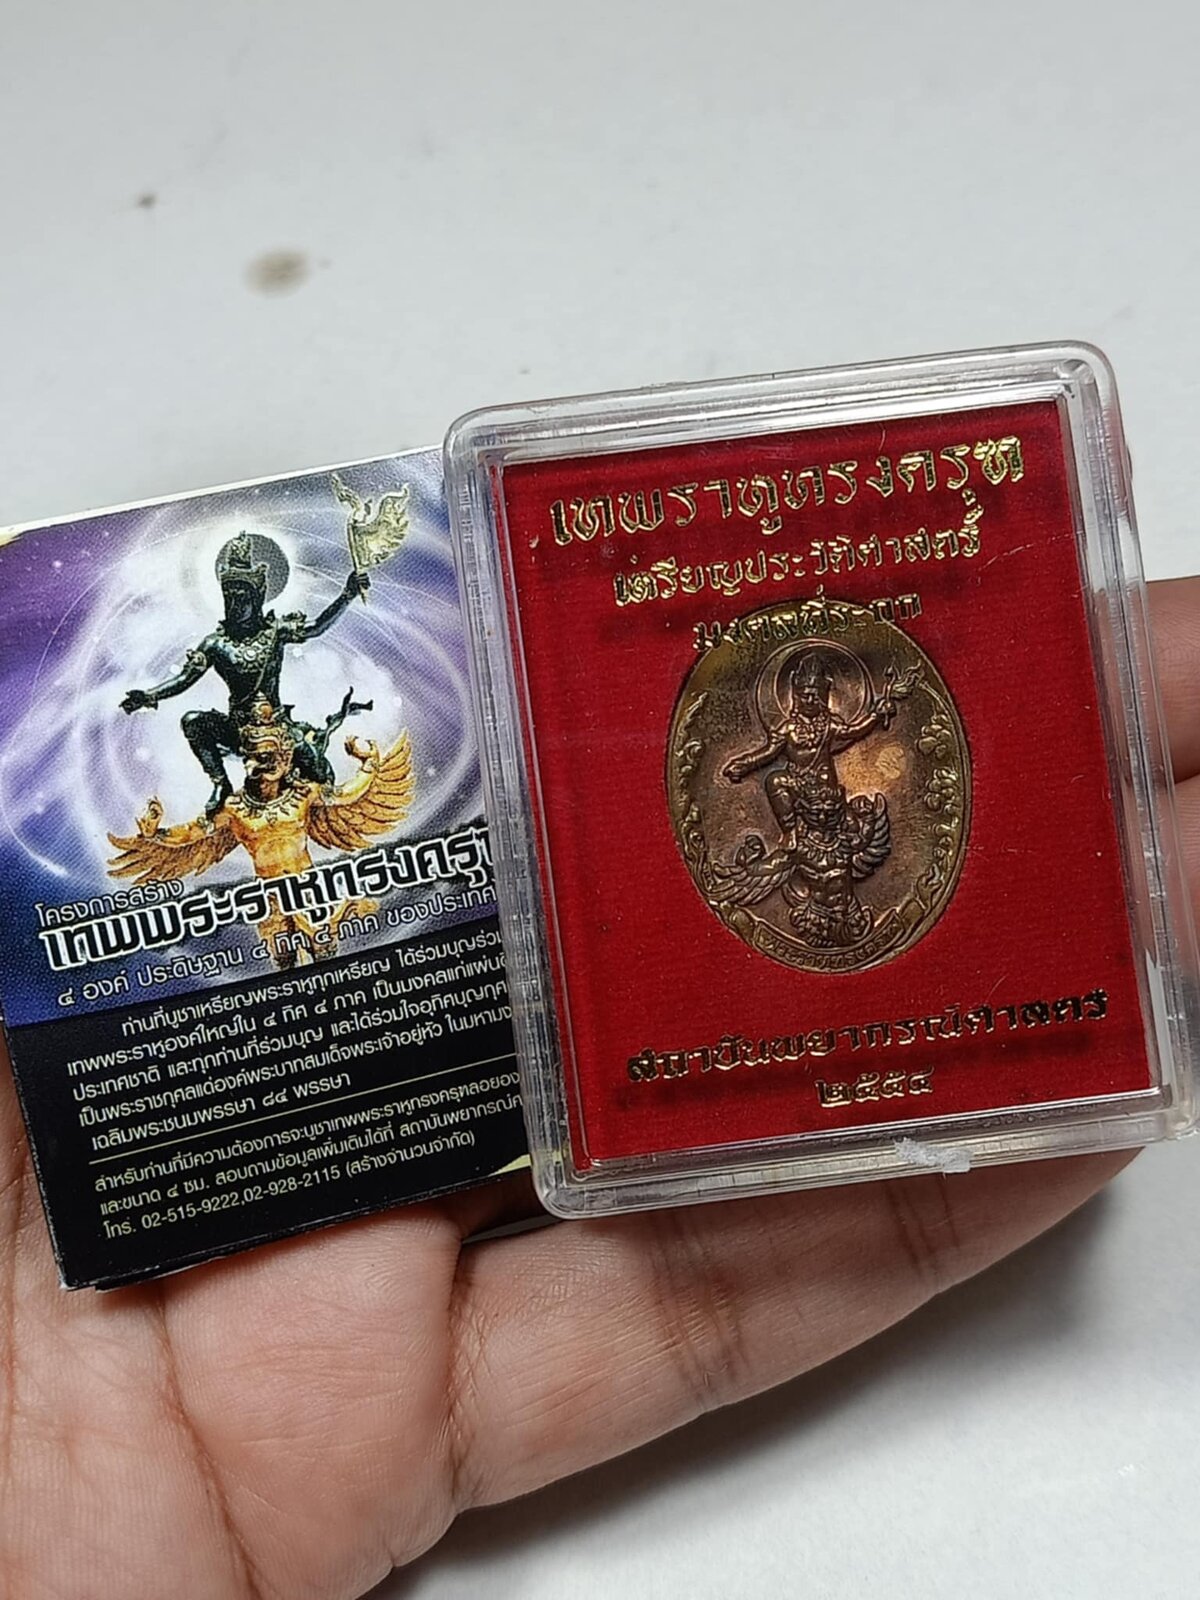 โครงการสร้าง
เทพพระราหูทรงครุฑ
๔ องค์ ประดิษฐาน ๔ ทิศ ๔ ภาค ของประเทศ
ท่านที่บูชาเหรียญพระราหูทุกเหรียญ ได้ร่วมบุญร่วม
เทพพระราหูองค์ใหญ่ใน ๔ ทิศ ๔ ภาค เป็นมงคลแก่แผ่นดิน
ประเทศชาติ และทุกท่านที่ร่วมบุญ และได้ร่วมใจอุทิศบุญกุศ
เป็นพระราชกุศลแด่องค์พระบาทสมเด็จพระเจ้าอยู่หัว ในมหามง
เฉลิมพระชนมพรรษา ๘๔ พรรษา
สำหรับท่านที่มีความต้องการจะบูชาเทพพระราหูทรงครุฑลอยอง
และขนาด ๔ ซม. สอบถามข้อมูลเพิ่มเติมได้ที่ สถาบันพยากรณ์ศ
โทร. 02-515-9222,02-928-2115 (สร้างจำนวนจำกัด)
เทพราหูทรงครุฑ
เหรียญประวัติศาสตร์
มงคลที่ระลึก
สถาบันพยากรณ์ศาสตร์
๒๕๕๔